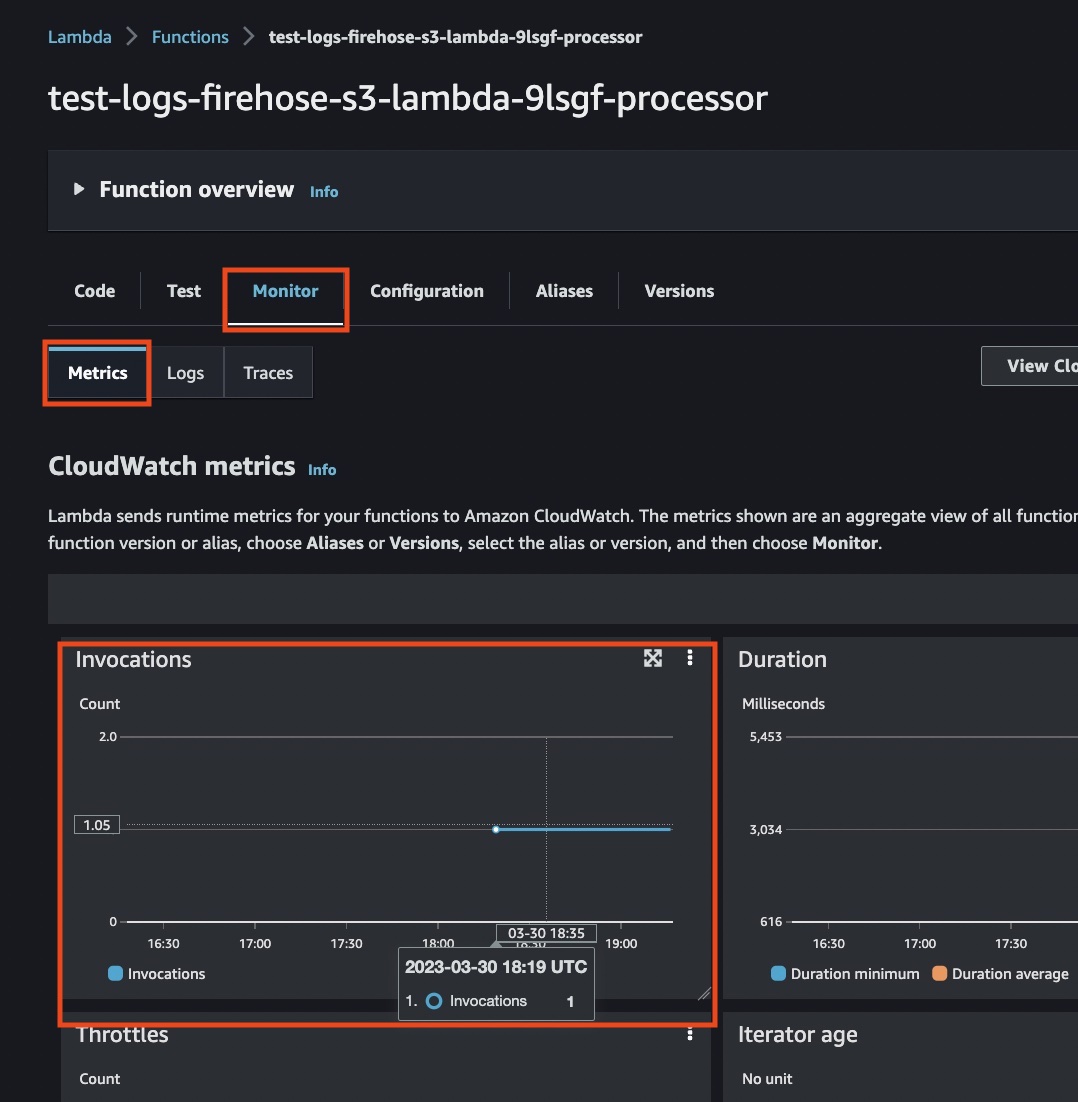 Lambda > Functions > test-logs-firehose-s3-lambda-9lsgf-processor
test-logs-firehose-s3-lambda-9lsgf-processor
Function overview Info
Code Test Monitor Configuration Aliases Versions
Metrics Logs Traces View Clo
CloudWatch metrics Info
Lambda sends runtime metrics for your functions to Amazon CloudWatch. The metrics shown are an aggregate view of all function
function version or alias, choose Aliases or Versions, select the alias or version, and then choose Monitor.
Invocations
Count
2.0
1.05
0
16:30 17:00 17:30 18:00 18:30 19:00
03-30 18:35
2023-03-30 18:19 UTC
1. Invocations 1
Invocations
Duration
Milliseconds
5,453
3,034
616
16:30 17:00 17:30
Duration minimum Duration average
Throttles
Count
Iterator age
No unit